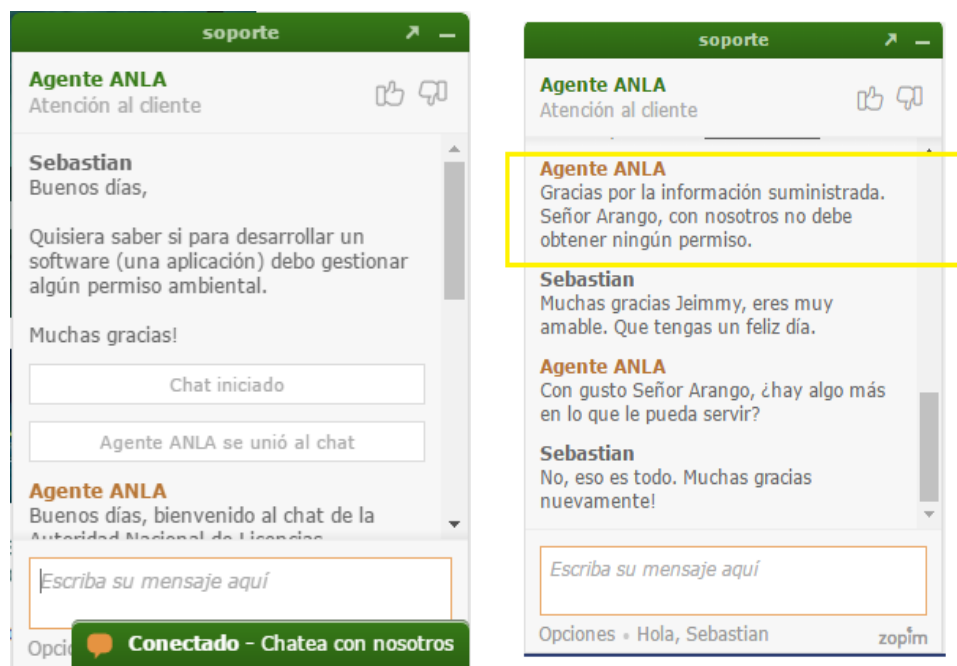 soporte
Agente ANLA
Atención al cliente
Sebastian
Buenos días,
Quisiera saber si para desarrollar un
software (una aplicación) debo gestionar
algún permiso ambiental.
Muchas gracias!
Chat iniciado
Agente ANLA se unió al chat
Agente ANLA
Buenos días, bienvenido al chat de la
Autoridad Nacional de Licencias
Escriba su mensaje aquí
Conectado - Chatea con nosotros
soporte
Agente ANLA
Atención al cliente
Agente ANLA
Gracias por la información suministrada.
Señor Arango, con nosotros no debe
obtener ningún permiso.
Sebastian
Muchas gracias Jeimmy, eres muy
amable. Que tengas un feliz día.
Agente ANLA
Con gusto Señor Arango, ¿hay algo más
en lo que le pueda servir?
Sebastian
No, eso es todo. Muchas gracias
nuevamente!
Escriba su mensaje aquí
Opciones • Hola, Sebastian
zopim